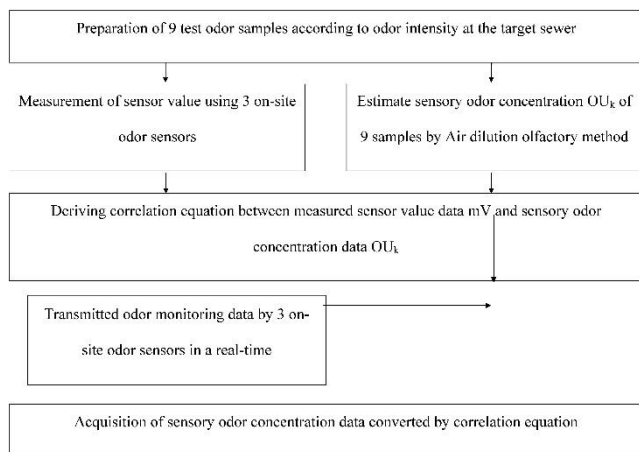 Preparation of 9 test odor samples according to odor intensity at the target sewer
Measurement of sensor value using 3 on-site
odor sensors
Estimate sensory odor concentration OUk of
9 samples by Air dilution olfactory method
Deriving correlation equation between measured sensor value data mV and sensory odor
concentration data OUk
Transmitted odor monitoring data by 3 on-
site odor sensors in a real-time
Acquisition of sensory odor concentration data converted by correlation equation